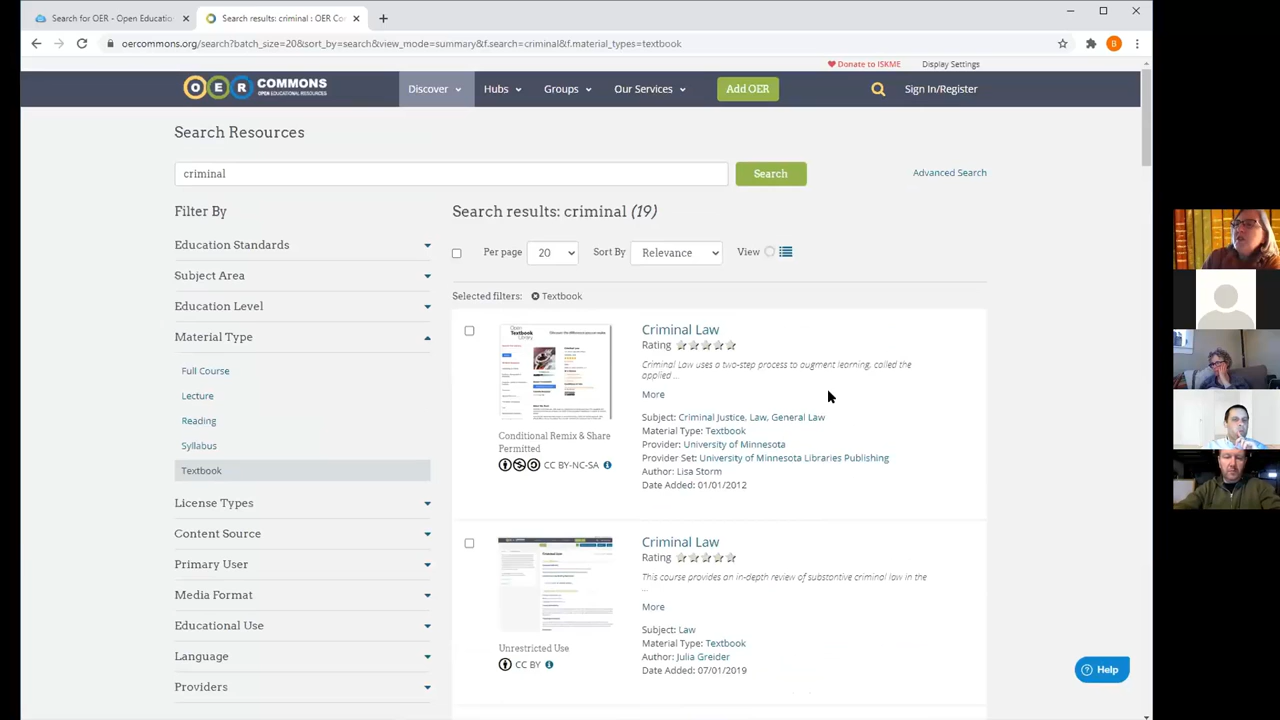 Search for OER - Open Educatio
Search results: criminal : OER Co
oercommons.org/search?batch_size=20&sort_by=search&view_mode=summary&f.search=criminal&f.material_types=textbook
B
Donate to ISKME
Display Settings
OER COMMONS
OPEN EDUCATIONAL RESOURCES
Discover
Hubs
Groups
Our Services
Add OER
Sign In/Register
Search Resources
criminal
Search
Advanced Search
Filter By
Education Standards
Subject Area
Education Level
Material Type
Full Course
Lecture
Reading
Syllabus
Textbook
License Types
Content Source
Primary User
Media Format
Educational Use
Language
Providers
Search results: criminal (19)
Per page 20 Sort By Relevance View
Selected filters: Textbook
Conditional Remix & Share
Permitted
CC BY-NC-SA
Criminal Law
Rating
Criminal Law uses a two-step process to augment learning, called the
applied ...
More
Subject: Criminal Justice, Law, General Law
Material Type: Textbook
Provider: University of Minnesota
Provider Set: University of Minnesota Libraries Publishing
Author: Lisa Storm
Date Added: 01/01/2012
Unrestricted Use
CC BY
Criminal Law
Rating
This course provides an in-depth review of substantive criminal law in the
...
More
Subject: Law
Material Type: Textbook
Author: Julia Greider
Date Added: 07/01/2019
Help